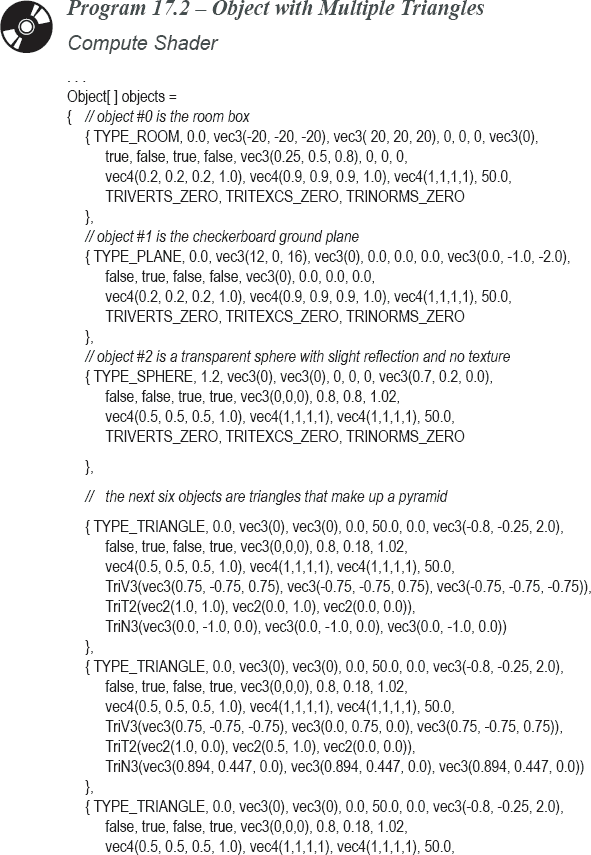 Program 17.2 – Object with Multiple Triangles
Compute Shader
. . .
Object[ ] objects =
{ // object #0 is the room box
{ TYPE_ROOM, 0.0, vec3(-20, -20, -20), vec3( 20, 20, 20), 0, 0, 0, vec3(0),
true, false, true, false, vec3(0.25, 0.5, 0.8), 0, 0, 0,
vec4(0.2, 0.2, 0.2, 1.0), vec4(0.9, 0.9, 0.9, 1.0), vec4(1,1,1,1), 50.0,
TRIVERTS_ZERO, TRITEXCS_ZERO, TRINORMS_ZERO
},
// object #1 is the checkerboard ground plane
{ TYPE_PLANE, 0.0, vec3(12, 0, 16), vec3(0), 0.0, 0.0, 0.0, vec3(0.0, -1.0, -2.0),
false, true, false, false, vec3(0), 0.0, 0.0, 0.0,
vec4(0.2, 0.2, 0.2, 1.0), vec4(0.9, 0.9, 0.9, 1.0), vec4(1,1,1,1), 50.0,
TRIVERTS_ZERO, TRITEXCS_ZERO, TRINORMS_ZERO
},
// object #2 is a transparent sphere with slight reflection and no texture
{ TYPE_SPHERE, 1.2, vec3(0), vec3(0), 0, 0, 0, vec3(0.7, 0.2, 0.0),
false, false, true, true, vec3(0,0,0), 0.8, 0.8, 1.02,
vec4(0.5, 0.5, 0.5, 1.0), vec4(1,1,1,1), vec4(1,1,1,1), 50.0,
TRIVERTS_ZERO, TRITEXCS_ZERO, TRINORMS_ZERO
},
// the next six objects are triangles that make up a pyramid
{ TYPE_TRIANGLE, 0.0, vec3(0), vec3(0), 0.0, 50.0, 0.0, vec3(-0.8, -0.25, 2.0),
false, true, false, true, vec3(0,0,0), 0.8, 0.18, 1.02,
vec4(0.5, 0.5, 0.5, 1.0), vec4(1,1,1,1), vec4(1,1,1,1), 50.0,
TriV3(vec3(0.75, -0.75, 0.75), vec3(-0.75, -0.75, 0.75), vec3(-0.75, -0.75, -0.75)),
TriT2(vec2(1.0, 1.0), vec2(0.0, 1.0), vec2(0.0, 0.0)),
TriN3(vec3(0.0, -1.0, 0.0), vec3(0.0, -1.0, 0.0), vec3(0.0, -1.0, 0.0))
},
{ TYPE_TRIANGLE, 0.0, vec3(0), vec3(0), 0.0, 50.0, 0.0, vec3(-0.8, -0.25, 2.0),
false, true, false, true, vec3(0,0,0), 0.8, 0.18, 1.02,
vec4(0.5, 0.5, 0.5, 1.0), vec4(1,1,1,1), vec4(1,1,1,1), 50.0,
TriV3(vec3(0.75, -0.75, -0.75), vec3(0.0, 0.75, 0.0), vec3(0.75, -0.75, 0.75)),
TriT2(vec2(1.0, 0.0), vec2(0.5, 1.0), vec2(0.0, 0.0)),
TriN3(vec3(0.894, 0.447, 0.0), vec3(0.894, 0.447, 0.0), vec3(0.894, 0.447, 0.0))
},
{ TYPE_TRIANGLE, 0.0, vec3(0), vec3(0), 0.0, 50.0, 0.0, vec3(-0.8, -0.25, 2.0),
false, true, false, true, vec3(0,0,0), 0.8, 0.18, 1.02,
vec4(0.5, 0.5, 0.5, 1.0), vec4(1,1,1,1), vec4(1,1,1,1), 50.0,